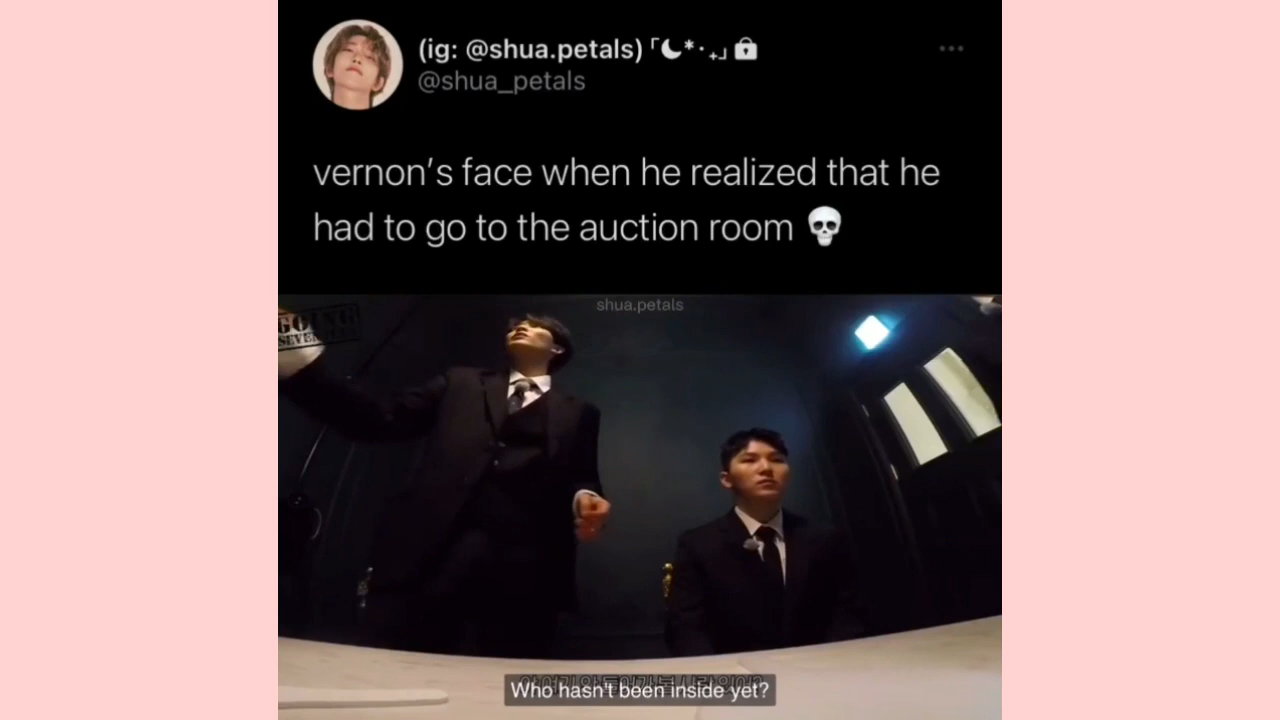 (ig: @shua.petals)「☾*·.₊」🔒
@shua_petals
vernon's face when he realized that he
had to go to the auction room 💀
shua.petals
GOING
Who hasn't been inside yet?